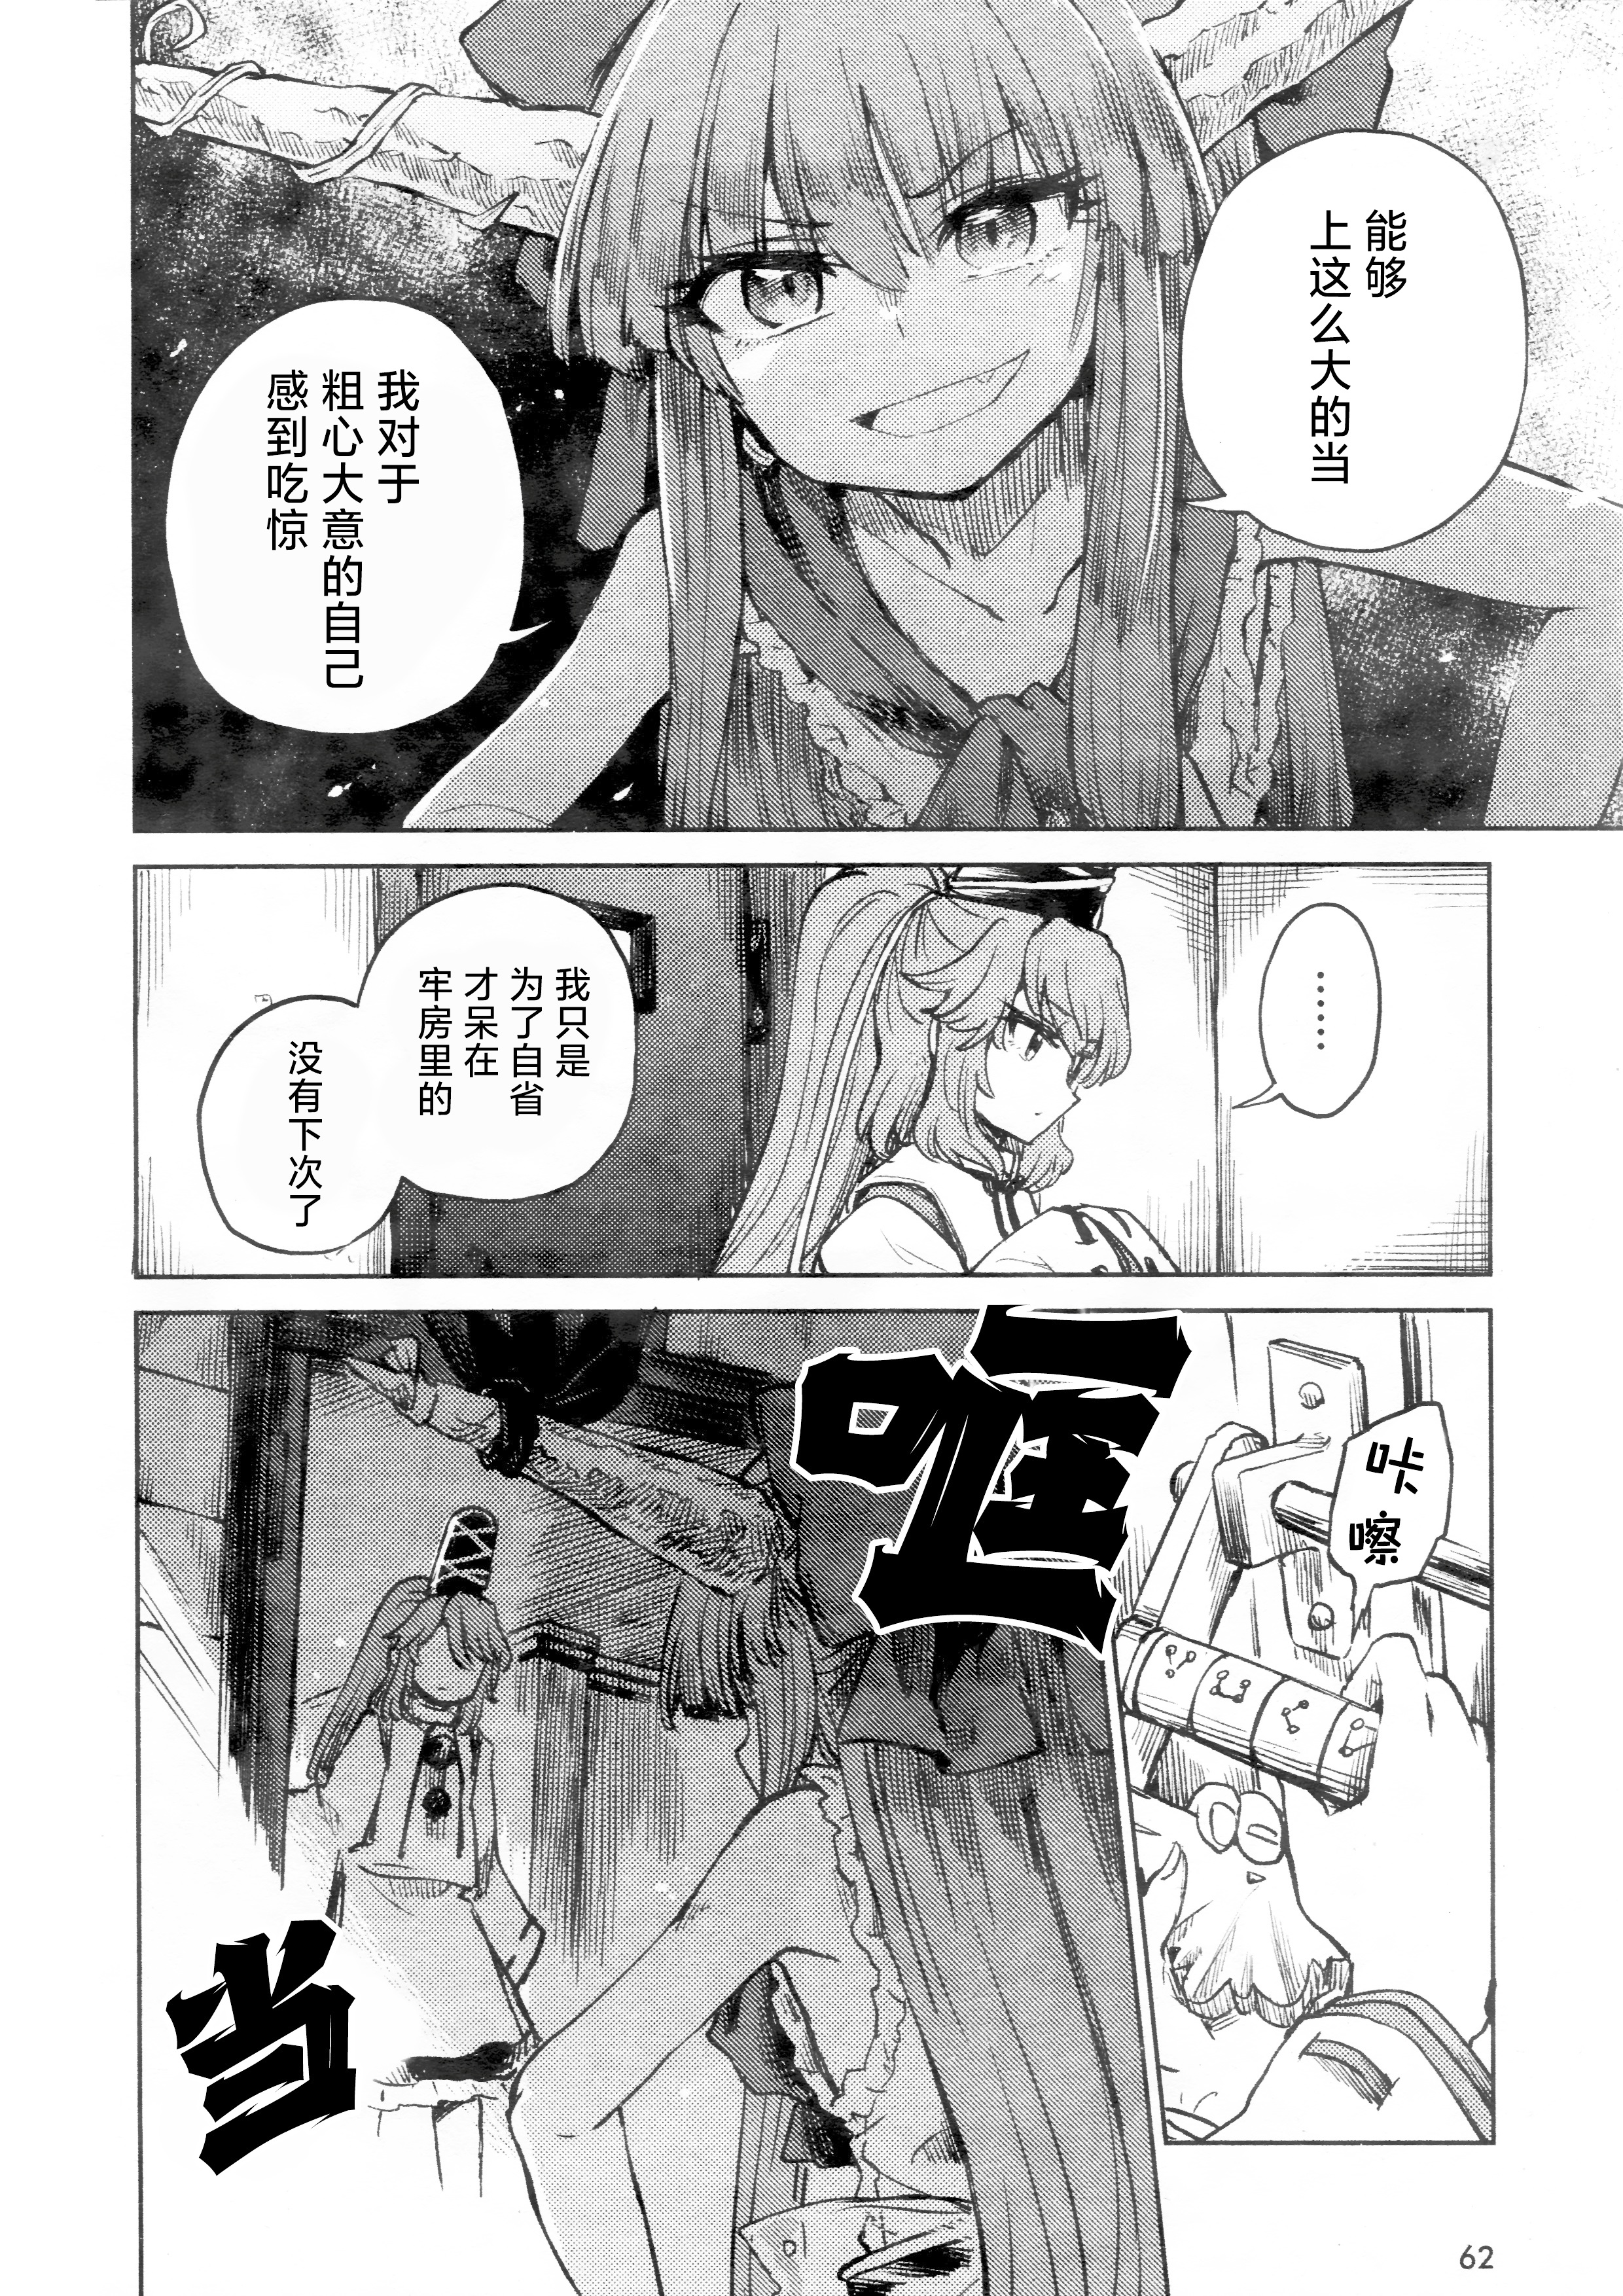 能够
上这么大的当
我对于
粗心大意的自己
感到吃惊
……
我只是
为了自省
才呆在
牢房里的
没有下次了
咔
嚓
哐
当
62